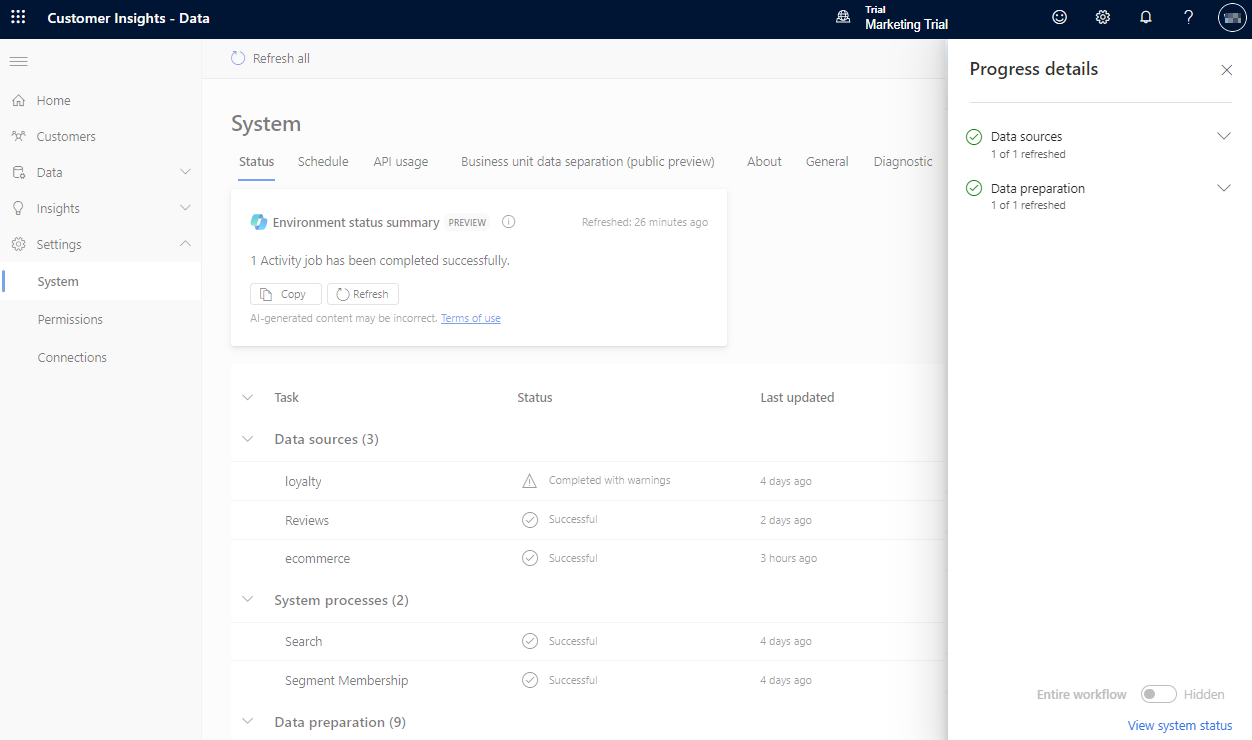 Customer Insights - Data
Trial
Marketing Trial
?
Home
Customers
Data
Insights
Settings
System
Permissions
Connections
Refresh all
System
Status Schedule API usage Business unit data separation (public preview) About General Diagnostic
Environment status summary PREVIEW Refreshed: 26 minutes ago
1 Activity job has been completed successfully.
Copy Refresh
AI-generated content may be incorrect. Terms of use
Task Status Last updated
Data sources (3)
loyalty Completed with warnings 4 days ago
Reviews Successful 2 days ago
ecommerce Successful 3 hours ago
System processes (2)
Search Successful 4 days ago
Segment Membership Successful 4 days ago
Data preparation (9)
Progress details
Data sources
1 of 1 refreshed
Data preparation
1 of 1 refreshed
Entire workflow Hidden
View system status